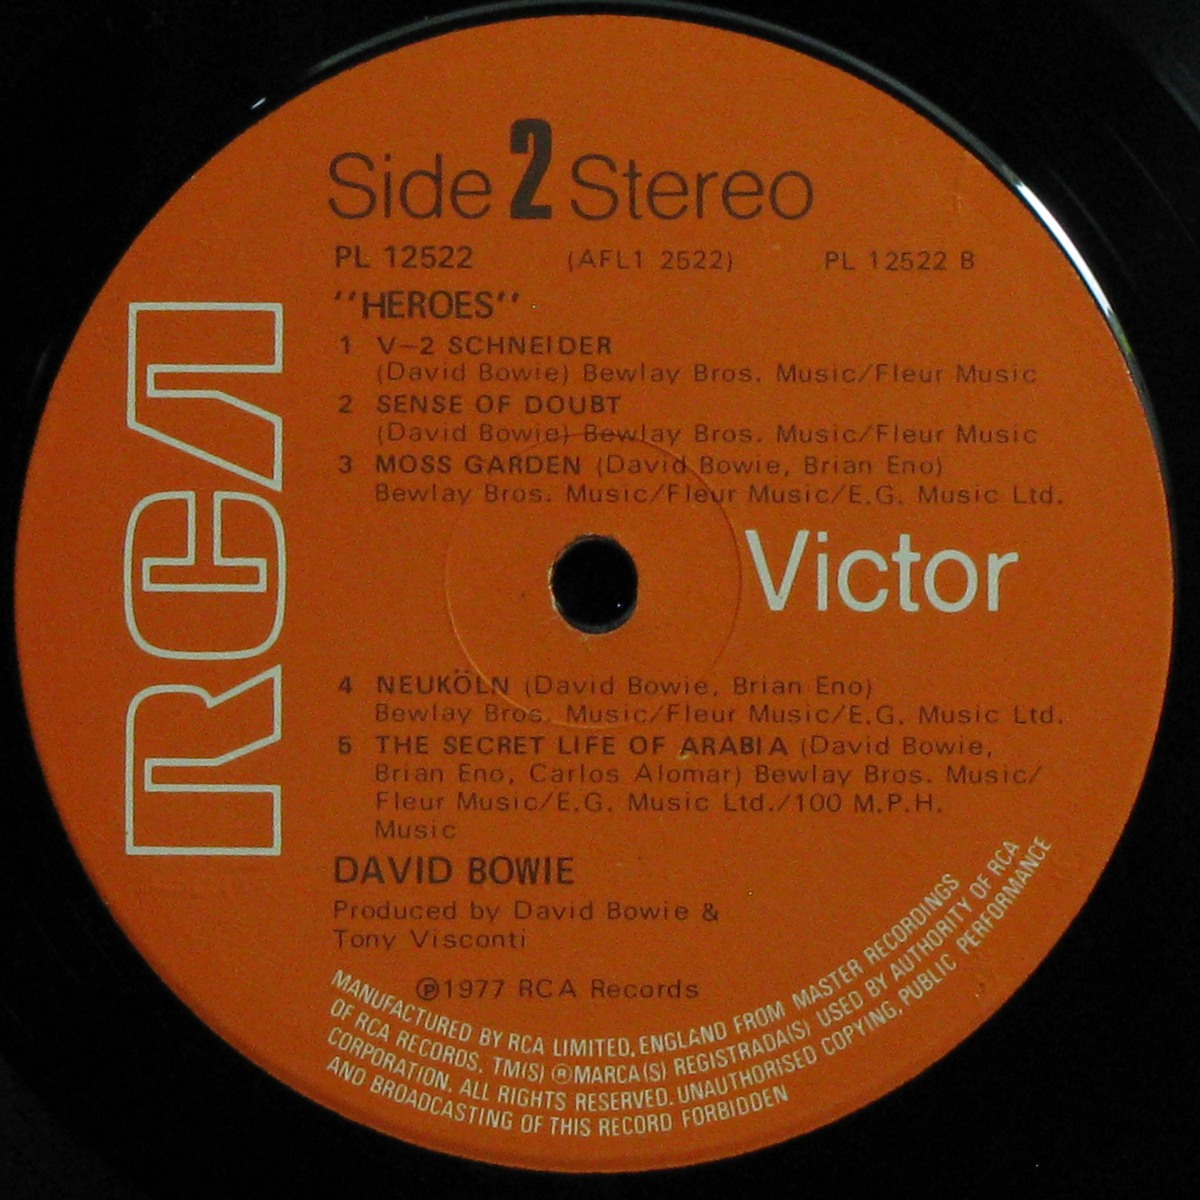 Side 2 Stereo
PL 12522 (AFL1 2522) PL 12522 B
"HEROES"
1 V-2 SCHNEIDER
(David Bowie) Bewlay Bros. Music/Fleur Music
2 SENSE OF DOUBT
(David Bowie) Bewlay Bros. Music/Fleur Music
3 MOSS GARDEN (David Bowie, Brian Eno)
Bewlay Bros. Music/Fleur Music/E.G. Music Ltd.
RCA
Victor
4 NEUKÖLN (David Bowie, Brian Eno)
Bewlay Bros. Music/Fleur Music/E.G. Music Ltd.
5 THE SECRET LIFE OF ARABIA (David Bowie,
Brian Eno, Carlos Alomar) Bewlay Bros. Music/
Fleur Music/E.G. Music Ltd./100 M.P.H.
Music
DAVID BOWIE
Produced by David Bowie &
Tony Visconti
℗1977 RCA Records
MANUFACTURED BY RCA LIMITED, ENGLAND FROM MASTER RECORDINGS
OF RCA RECORDS. TM(S) ® MARCA(S) REGISTRADA(S) USED BY AUTHORITY OF RCA
CORPORATION. ALL RIGHTS RESERVED. UNAUTHORISED COPYING, PUBLIC PERFORMANCE
AND BROADCASTING OF THIS RECORD FORBIDDEN